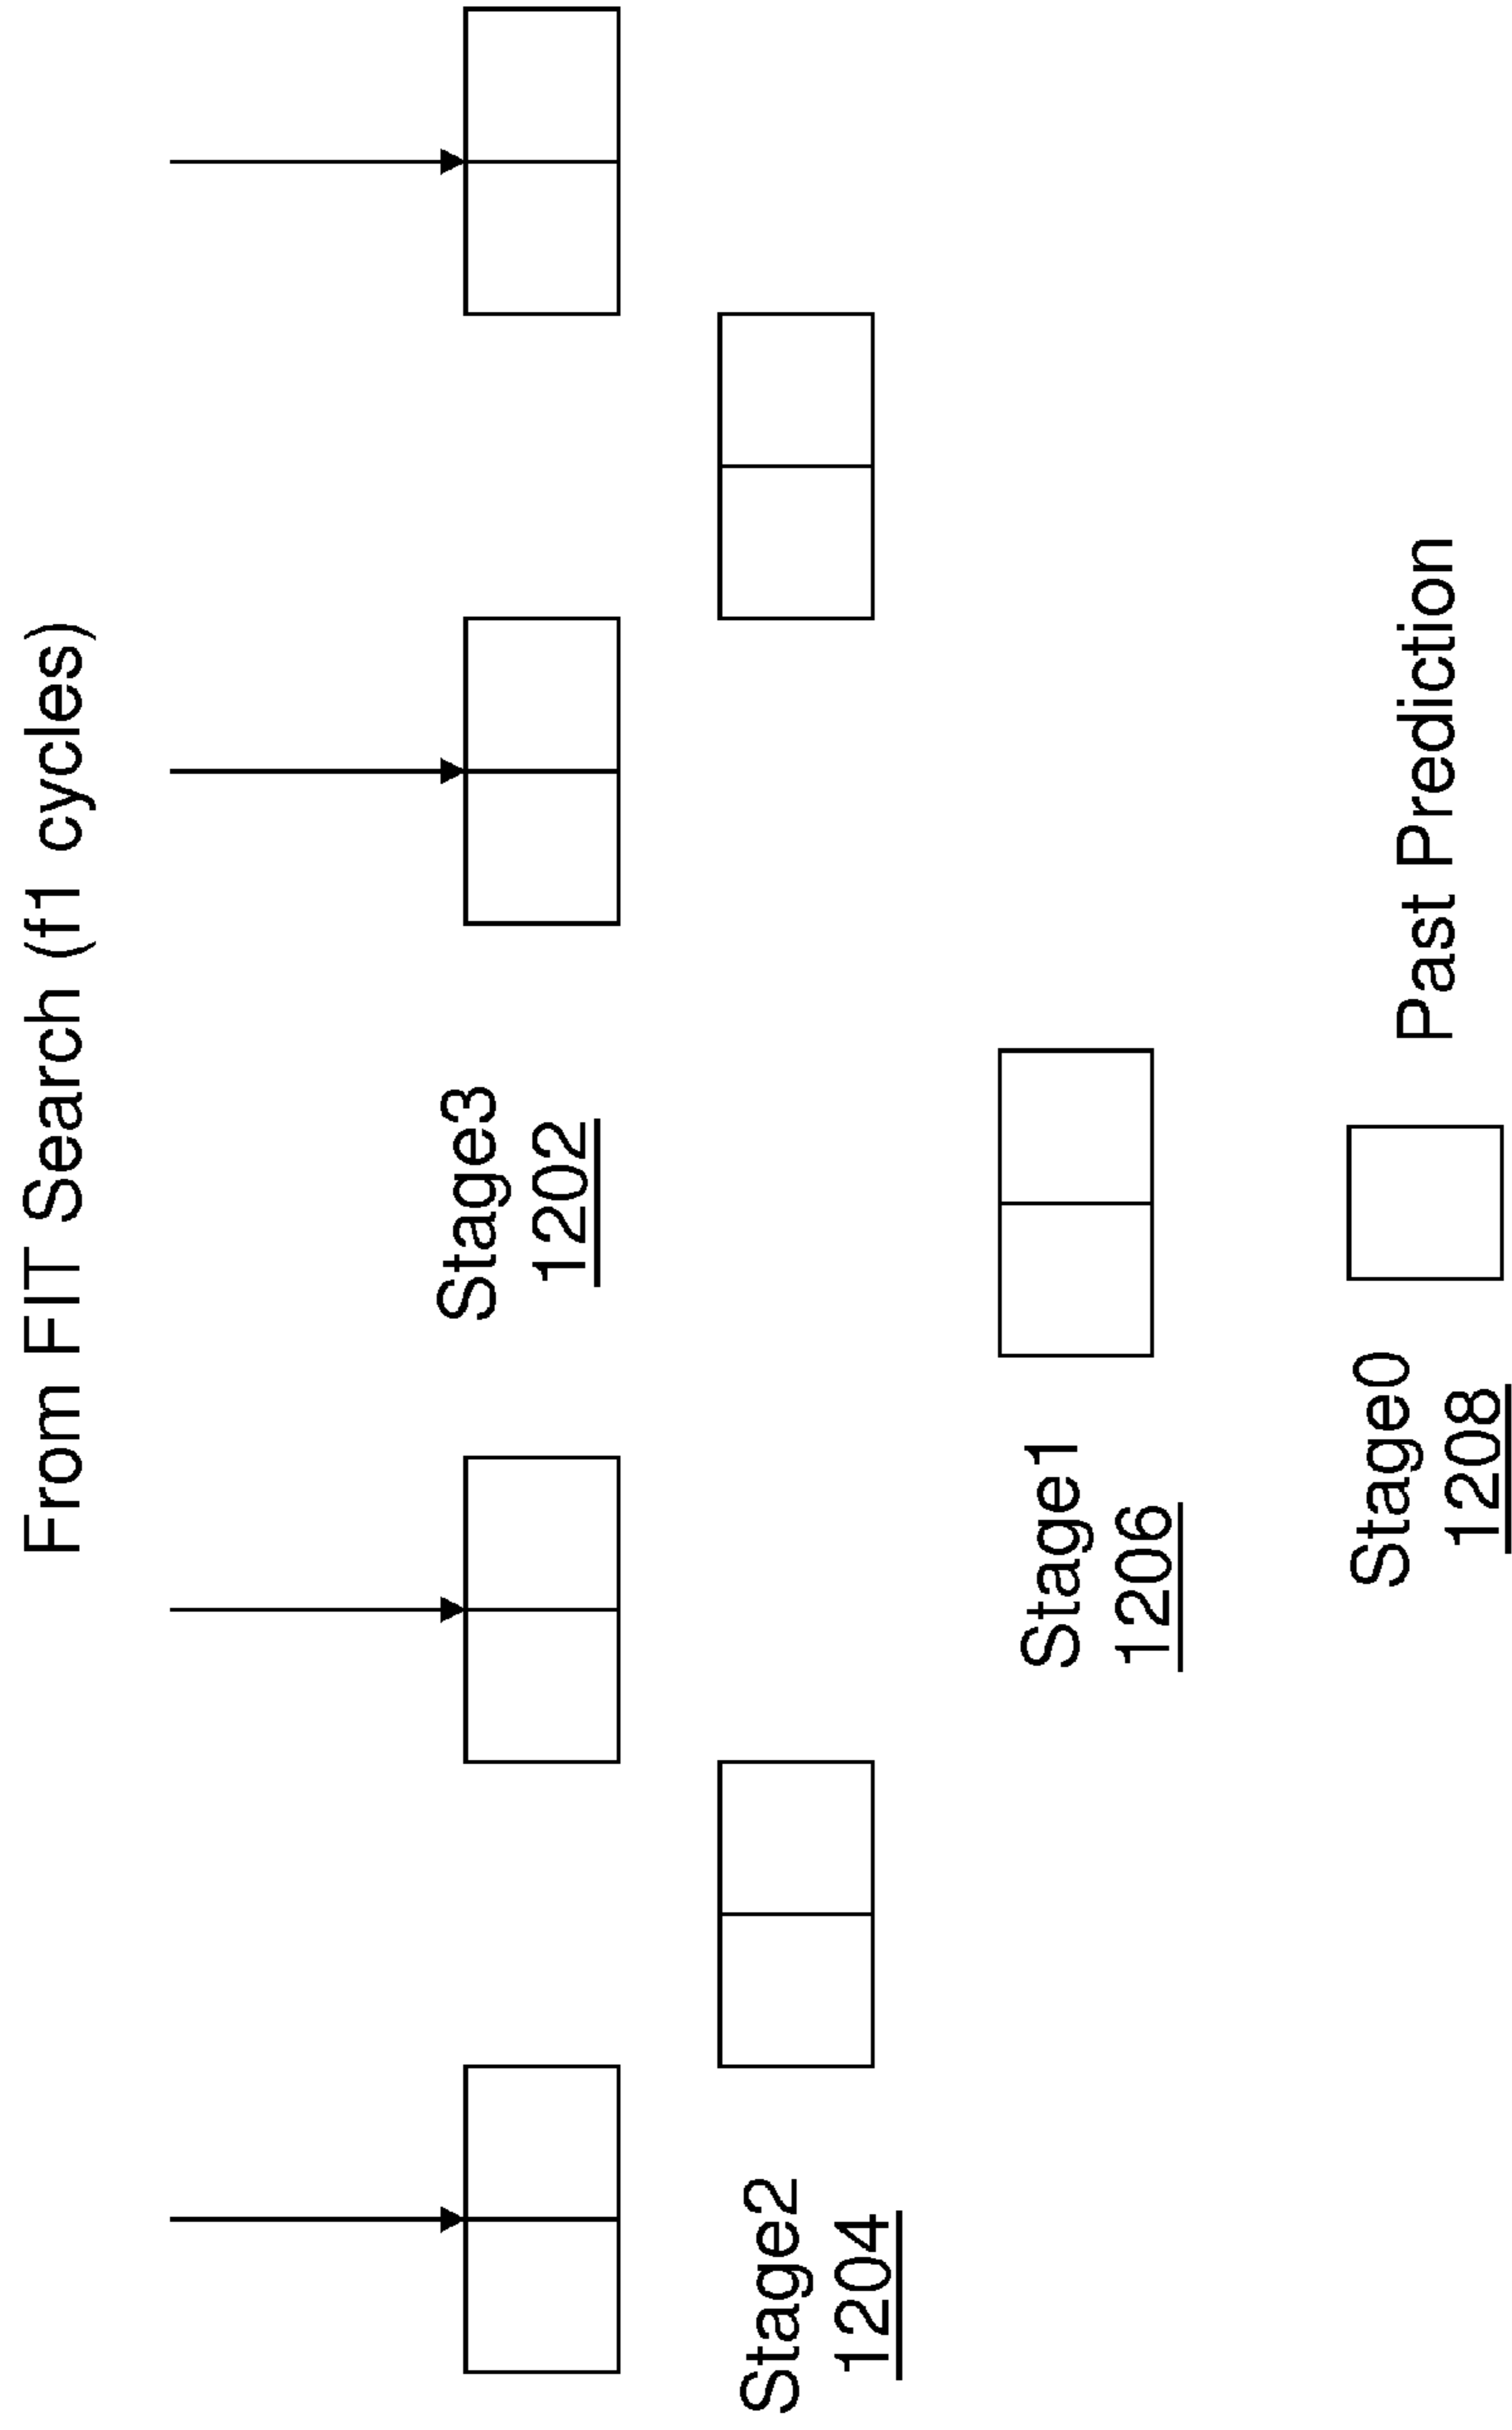 From FIT Search (f1 cycles)
Stage3
1202
Stage2
1204
Stage1
1206
Stage0
1208
Past Prediction